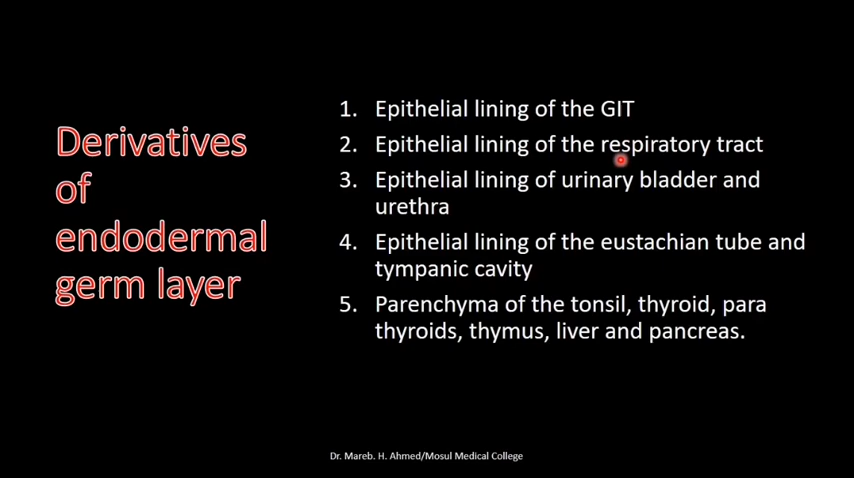 Derivatives
of
endodermal
germ layer
1. Epithelial lining of the GIT
2. Epithelial lining of the respiratory tract
3. Epithelial lining of urinary bladder and
urethra
4. Epithelial lining of the eustachian tube and
tympanic cavity
5. Parenchyma of the tonsil, thyroid, para
thyroids, thymus, liver and pancreas.
Dr. Mareb. H. Ahmed/Mosul Medical College